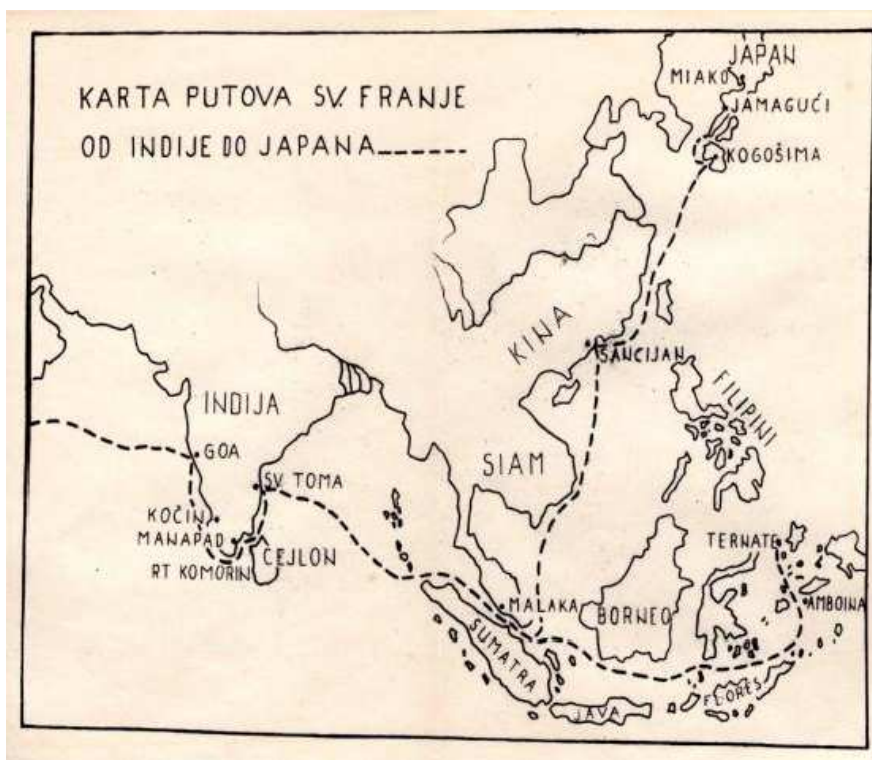 KARTA PUTOVA SV. FRANJE
OD INDIJE DO JAPANA
JAPAN
MIAKO
JAMAGUĆI
KOGOŠIMA
KINA
SANCIJAN
INDIJA
FILIPINI
GOA
SIAM
SV. TOMA
KOČIN
MANAPAD
TERNATE
RT KOMORIN
CEJLON
MALAKA
BORNEO
AMBOINA
SUMATRA
FLORES
JAVA